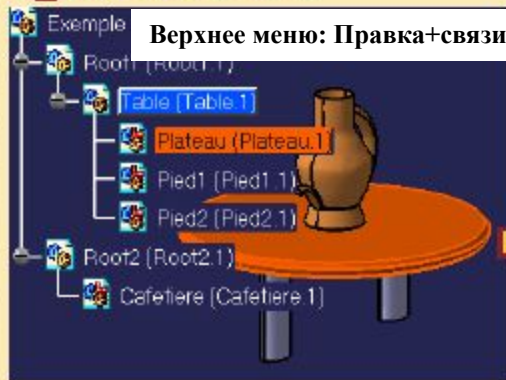 Exemple
Верхнее меню: Правка+связи
Root1 (Root1.1)
Table (Table.1)
Plateau (Plateau.1)
Pied1 (Pied1.1)
Pied2 (Pied2.1)
Root2 (Root2.1)
Cafetiere (Cafetiere.1)